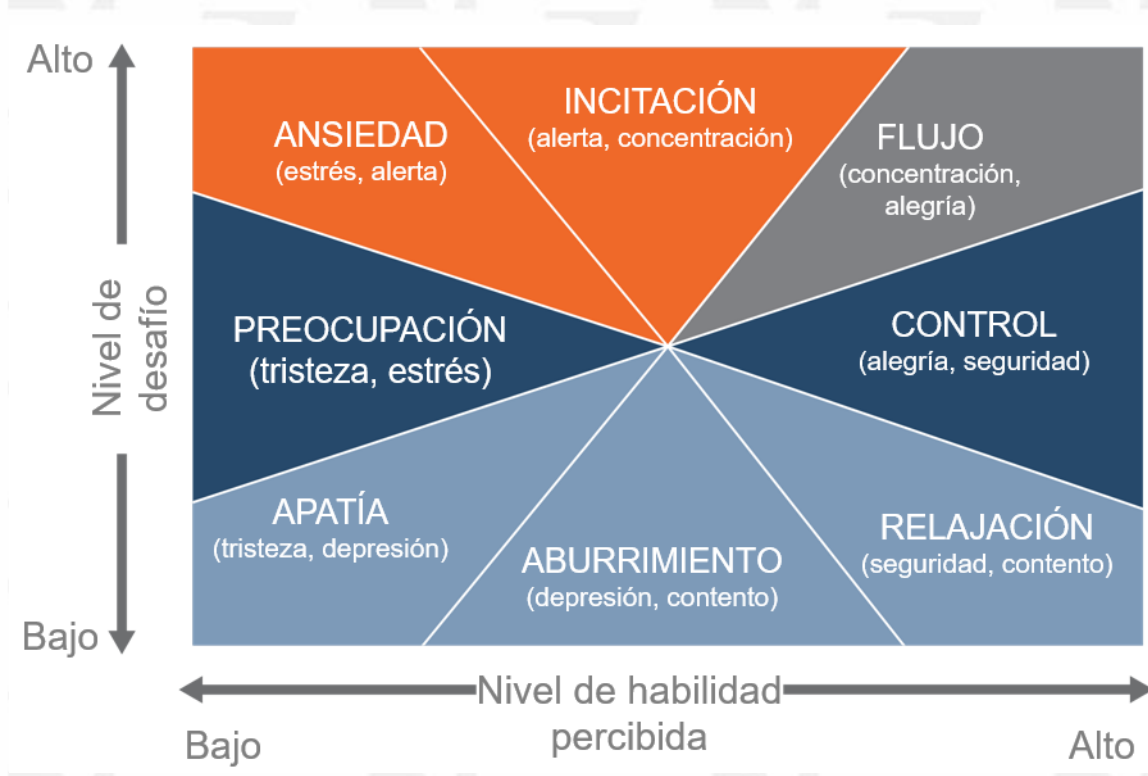 Alto
ANSIEDAD
(estrés, alerta)
INCITACIÓN
(alerta, concentración)
FLUJO
(concentración,
alegría)
Nivel de
desafío
PREOCUPACIÓN
(tristeza, estrés)
CONTROL
(alegría, seguridad)
APATÍA
(tristeza, depresión)
ABURRIMIENTO
(depresión, contento)
RELAJACIÓN
(seguridad, contento)
Bajo
Nivel de habilidad
percibida
Bajo
Alto